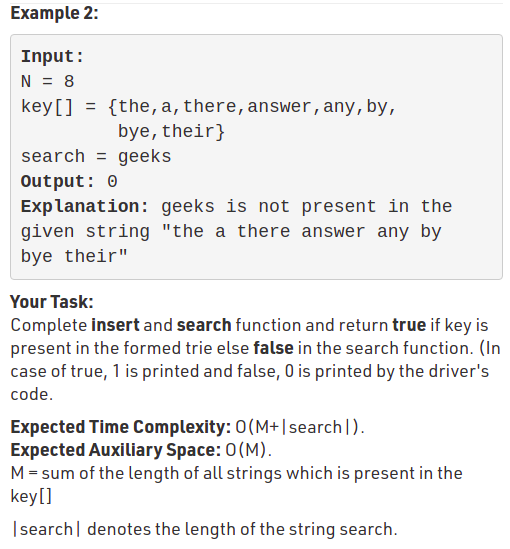 Example 2:
Input:
N = 8
key[] = {the,a,there,answer,any,by,
bye,their}
search = geeks
Output: 0
Explanation: geeks is not present in the
given string "the a there answer any by
bye their"
Your Task:
Complete insert and search function and return true if key is
present in the formed trie else false in the search function. (In
case of true, 1 is printed and false, 0 is printed by the driver's
code.
Expected Time Complexity: O(M+|search|).
Expected Auxiliary Space: O(M).
M = sum of the length of all strings which is present in the
key[]
|search| denotes the length of the string search.